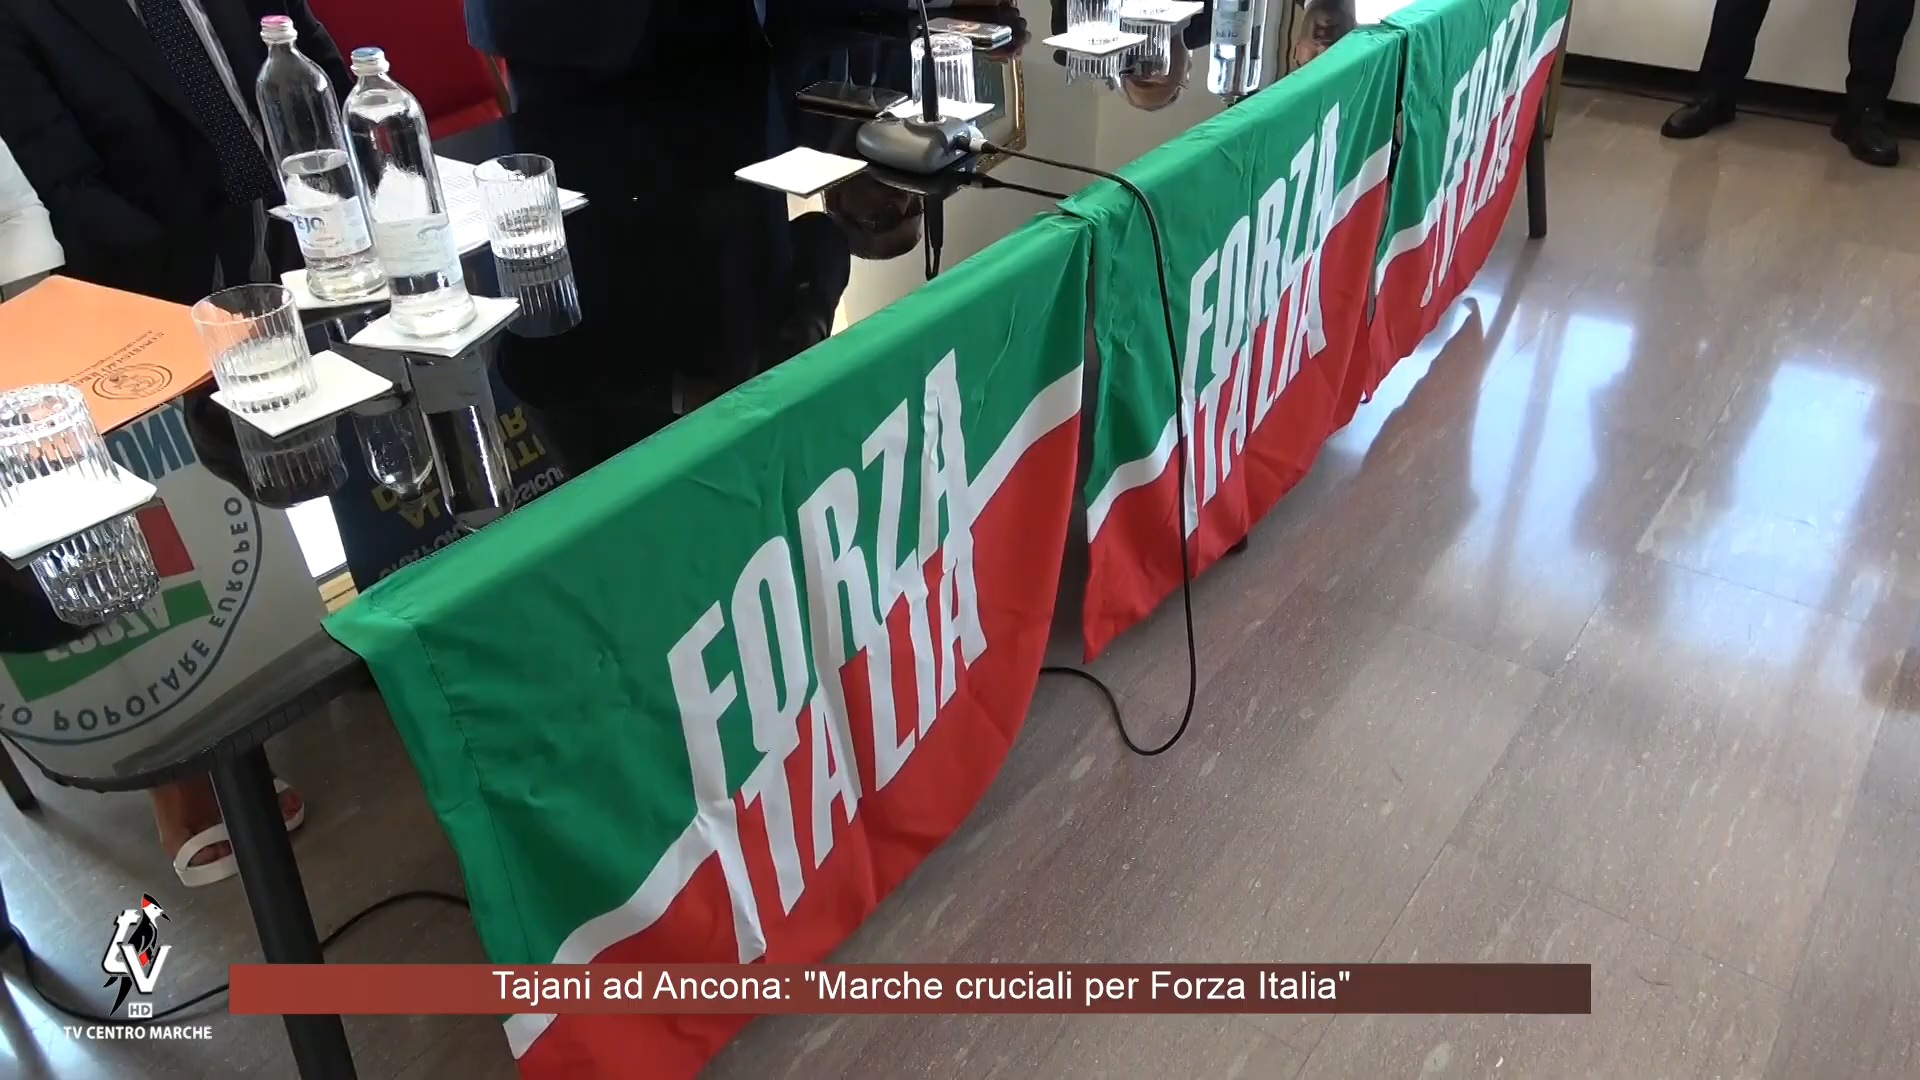 FORZA
ITALIA
FORZA
ITALIA
FORZA
ITALIA
FORZA
POPOLARE EUROPEO
HD
TV CENTRO MARCHE
Tajani ad Ancona: "Marche cruciali per Forza Italia"